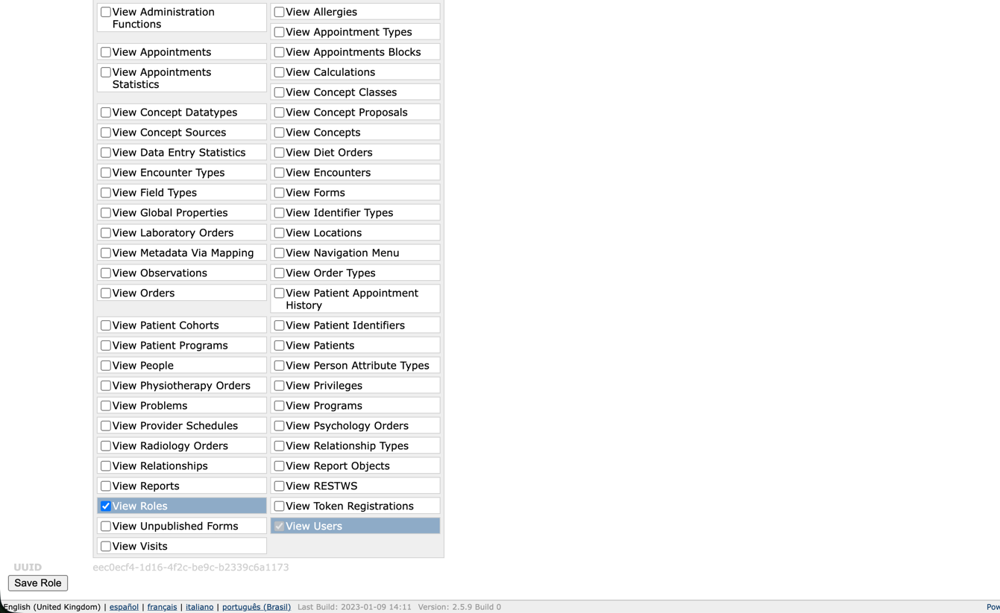 View Administration
Functions
View Allergies
View Appointment Types
View Appointments
View Appointments Blocks
View Appointments
Statistics
View Calculations
View Concept Classes
View Concept Datatypes
View Concept Proposals
View Concept Sources
View Concepts
View Data Entry Statistics
View Diet Orders
View Encounter Types
View Encounters
View Field Types
View Forms
View Global Properties
View Identifier Types
View Laboratory Orders
View Locations
View Metadata Via Mapping
View Navigation Menu
View Observations
View Order Types
View Orders
View Patient Appointment
History
View Patient Cohorts
View Patient Identifiers
View Patient Programs
View Patients
View People
View Person Attribute Types
View Physiotherapy Orders
View Privileges
View Problems
View Programs
View Provider Schedules
View Psychology Orders
View Radiology Orders
View Relationship Types
View Relationships
View Report Objects
View Reports
View RESTWS
View Roles
View Token Registrations
View Unpublished Forms
View Users
View Visits
UUID eec0ecf4-1d16-4f2c-be9c-b2339c6a1173
Save Role
English (United Kingdom) | español | français | italiano | português (Brasil) Last Build: 2023-01-09 14:11 Version: 2.5.9 Build 0 Pow